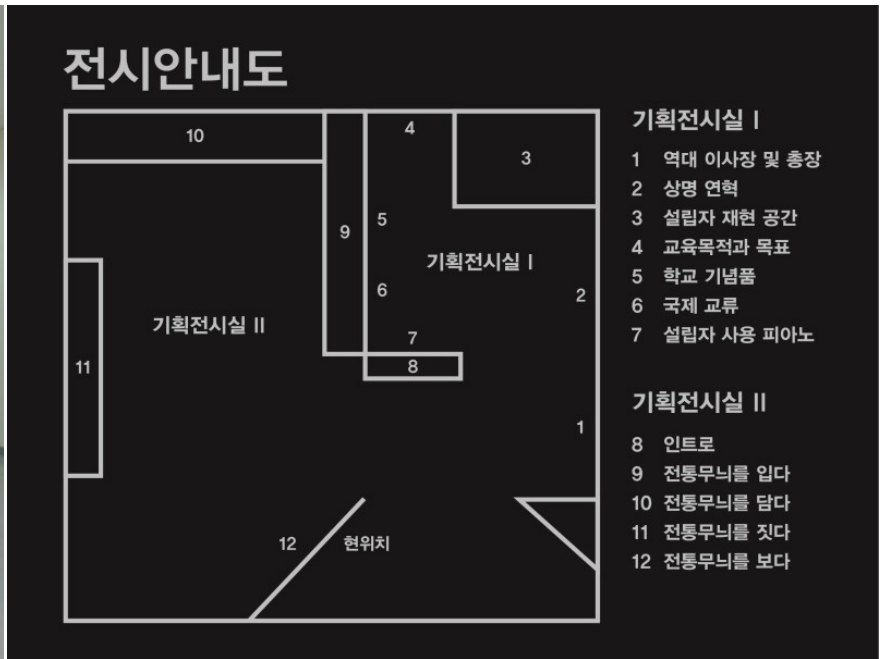 전시안내도
10
4
3
9
5
기획전시실 I
6
2
기획전시실 II
7
8
11
1
12
현위치
기획전시실 I
1 역대 이사장 및 총장
2 상명 연혁
3 설립자 재현 공간
4 교육목적과 목표
5 학교 기념품
6 국제 교류
7 설립자 사용 피아노
기획전시실 II
8 인트로
9 전통무늬를 입다
10 전통무늬를 담다
11 전통무늬를 짓다
12 전통무늬를 보다